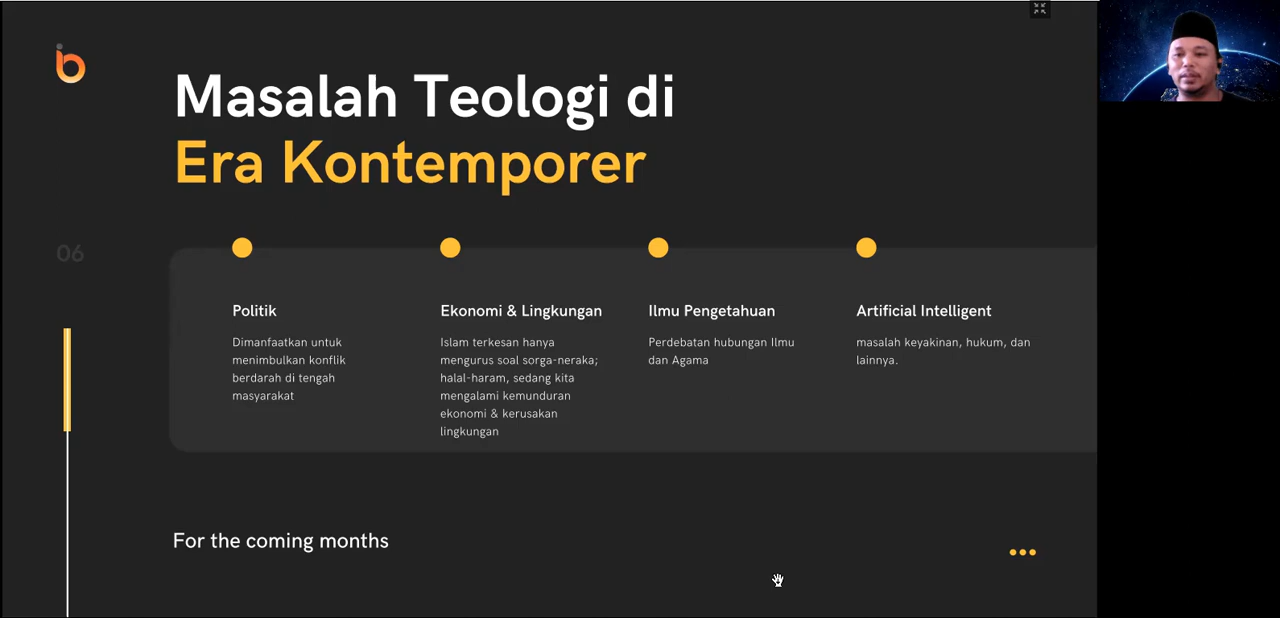 Masalah Teologi di
Era Kontemporer
06
Politik
Dimanfaatkan untuk
menimbulkan konflik
berdarah di tengah
masyarakat
Ekonomi & Lingkungan
Islam terkesan hanya
mengurus soal sorga-neraka;
halal-haram, sedang kita
mengalami kemunduran
ekonomi & kerusakan
lingkungan
Ilmu Pengetahuan
Perdebatan hubungan Ilmu
dan Agama
Artificial Intelligent
masalah keyakinan, hukum, dan
lainnya.
For the coming months